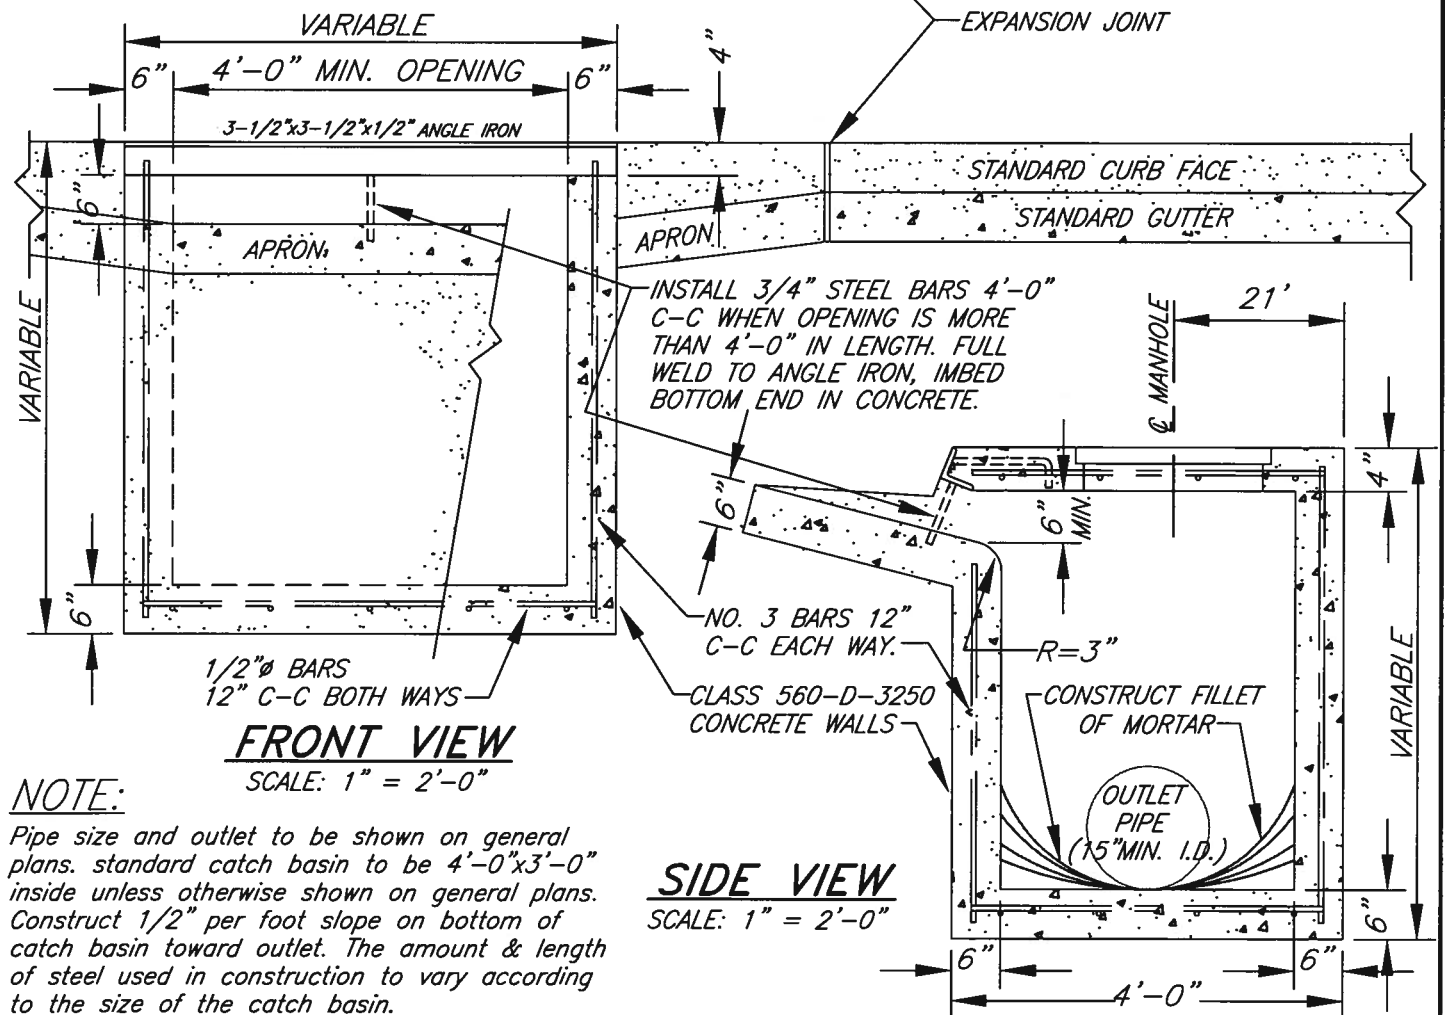 EXPANSION JOINT
VARIABLE
4"
6"
4'-0" MIN. OPENING
6"
3-1/2"x3-1/2"x1/2" ANGLE IRON
STANDARD CURB FACE
STANDARD GUTTER
6"
APRON
APRON
VARIABLE
INSTALL 3/4" STEEL BARS 4'-0"
C-C WHEN OPENING IS MORE
THAN 4'-0" IN LENGTH. FULL
WELD TO ANGLE IRON, IMBED
BOTTOM END IN CONCRETE.
℄ MANHOLE
21'
4"
6"
6"
MIN.
6"
NO. 3 BARS 12"
C-C EACH WAY.
R=3"
1/2"ø BARS
12" C-C BOTH WAYS
CLASS 560-D-3250
CONCRETE WALLS
CONSTRUCT FILLET
OF MORTAR
VARIABLE
FRONT VIEW
SCALE: 1" = 2'-0"
OUTLET
PIPE
(15"MIN. I.D.)
SIDE VIEW
SCALE: 1" = 2'-0"
6"
6"
6"
4'-0"
NOTE:
Pipe size and outlet to be shown on general
plans. standard catch basin to be 4'-0"x3'-0"
inside unless otherwise shown on general plans.
Construct 1/2" per foot slope on bottom of
catch basin toward outlet. The amount & length
of steel used in construction to vary according
to the size of the catch basin.